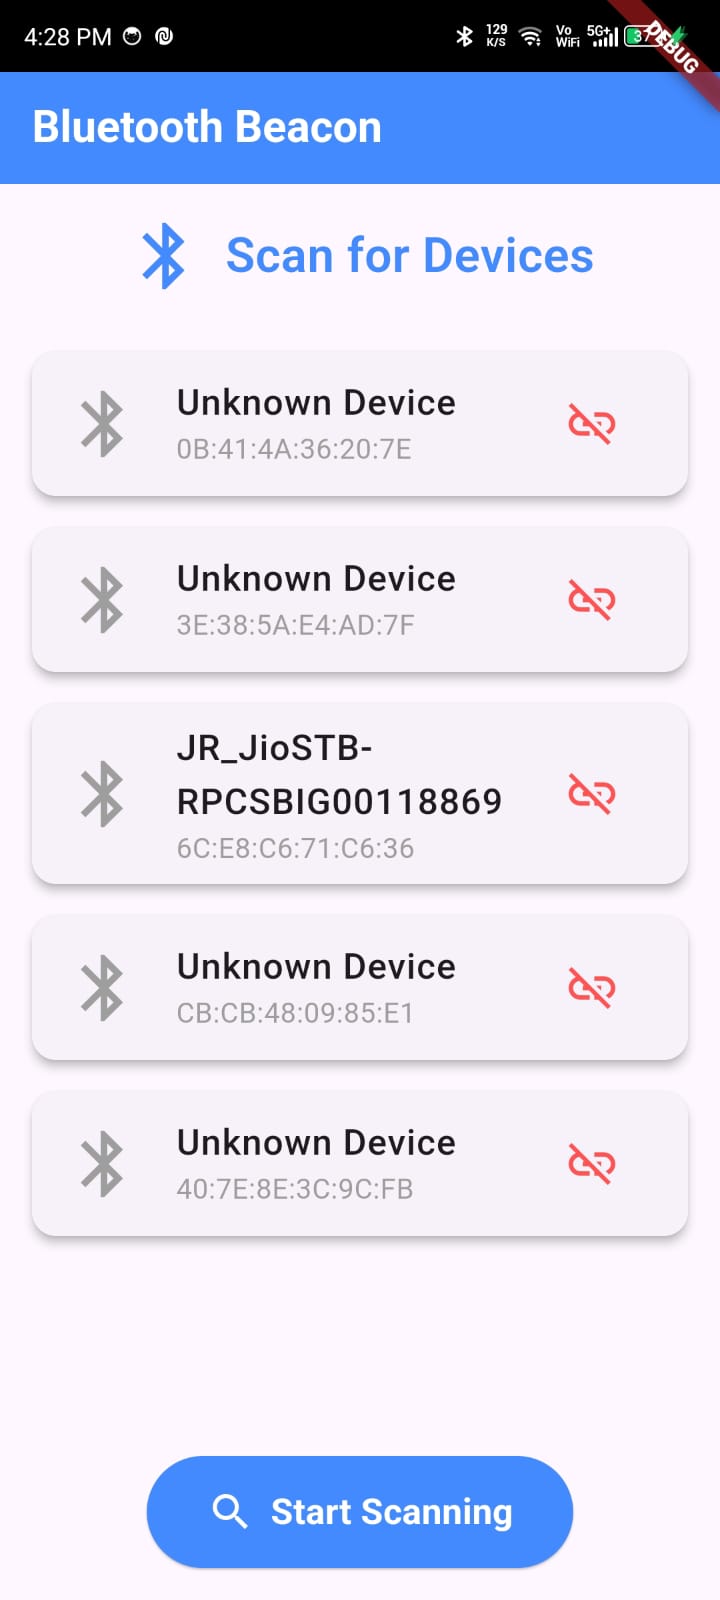 4:28 PM
129
K/S
Vo
WiFi
5G+
37
DEBUG
Bluetooth Beacon
Scan for Devices
Unknown Device
0B:41:4A:36:20:7E
Unknown Device
3E:38:5A:E4:AD:7F
JR_JioSTB-
RPCSBIG00118869
6C:E8:C6:71:C6:36
Unknown Device
CB:CB:48:09:85:E1
Unknown Device
40:7E:8E:3C:9C:FB
Start Scanning